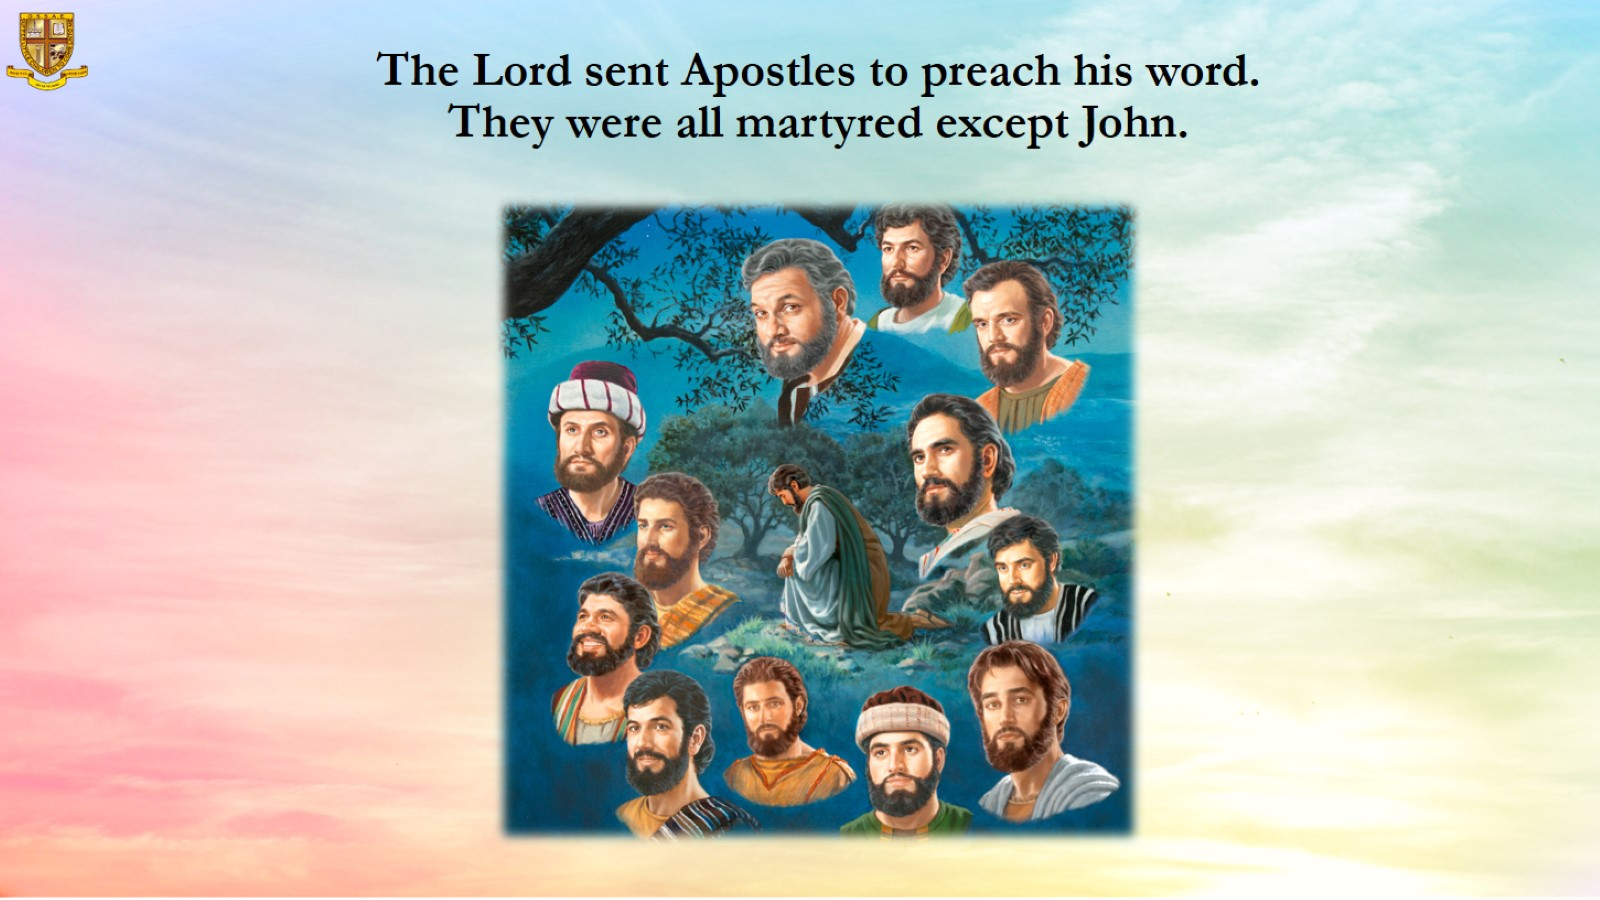 The Lord sent Apostles to preach his word.
They were all martyred except John.